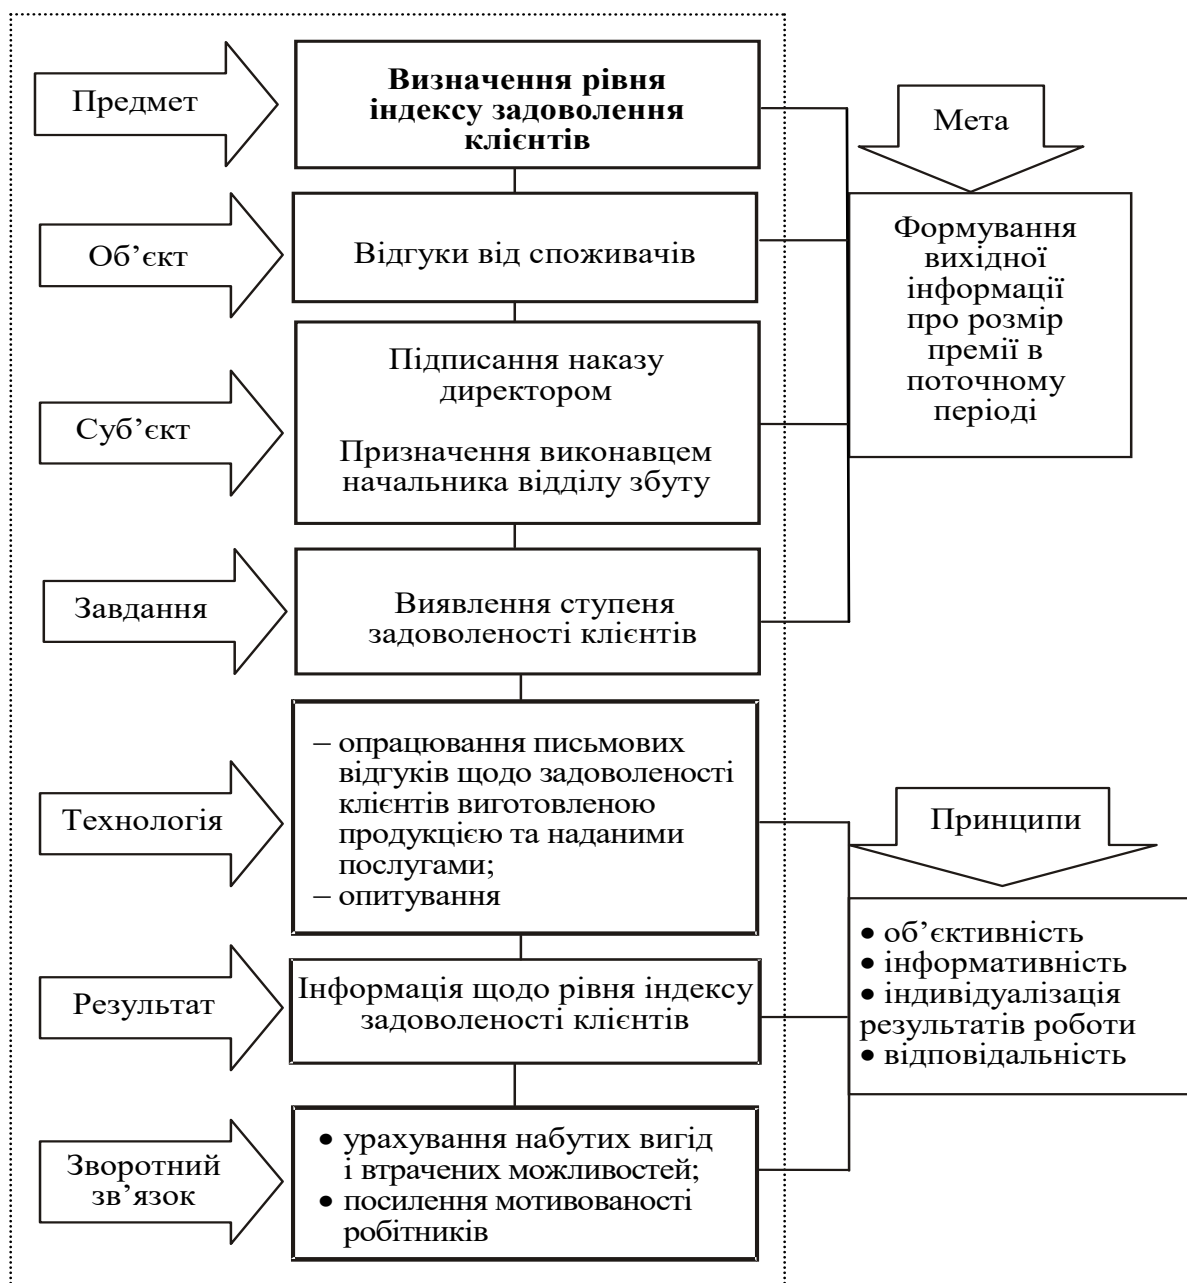 Предмет
Визначення рівня
індексу задоволення
клієнтів
Мета
Об’єкт
Відгуки від споживачів
Формування
вихідної
інформації
про розмір
премії в
поточному
періоді
Суб’єкт
Підписання наказу
директором
Призначення виконавцем
начальника відділу збуту
Завдання
Виявлення ступеня
задоволеності клієнтів
Технологія
– опрацювання письмових
відгуків щодо задоволеності
клієнтів виготовленою
продукцією та наданими
послугами;
– опитування
Принципи
• об’єктивність
• інформативність
• індивідуалізація
результатів роботи
• відповідальність
Результат
Інформація щодо рівня індексу
задоволеності клієнтів
Зворотний
зв’язок
• урахування набутих вигід
і втрачених можливостей;
• посилення мотивованості
робітників